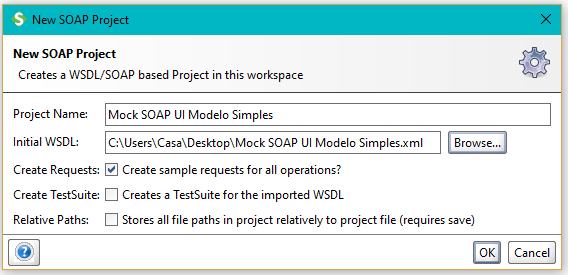 New SOAP Project
New SOAP Project
Creates a WSDL/SOAP based Project in this workspace
Project Name: Mock SOAP UI Modelo Simples
Initial WSDL: C:\Users\Casa\Desktop\Mock SOAP UI Modelo Simples.xml Browse...
Create Requests: Create sample requests for all operations?
Create TestSuite: Creates a TestSuite for the imported WSDL
Relative Paths: Stores all file paths in project relatively to project file (requires save)
? OK Cancel